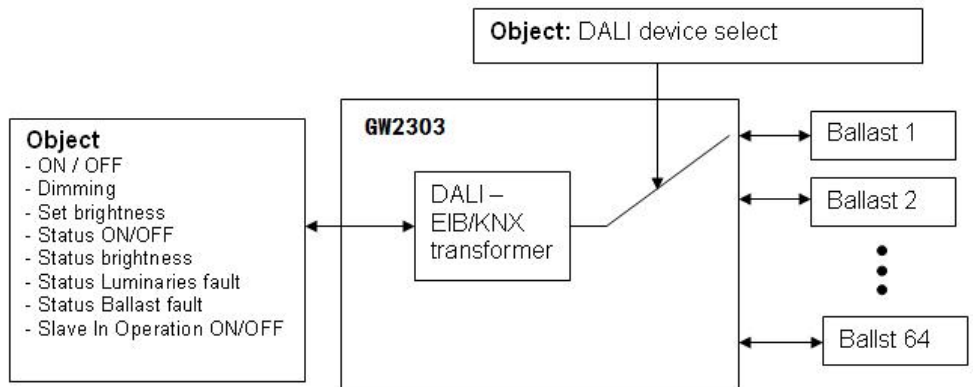 Object: DALI device select
GW2303
Object
- ON / OFF
- Dimming
- Set brightness
- Status ON/OFF
- Status brightness
- Status Luminaries fault
- Status Ballast fault
- Slave In Operation ON/OFF
DALI –
EIB/KNX
transformer
Ballast 1
Ballast 2
Ballst 64